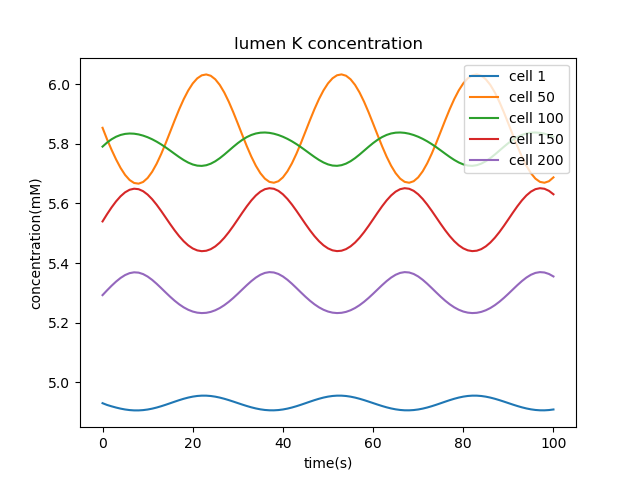 lumen K concentration
cell 1
cell 50
cell 100
cell 150
cell 200
6.0
5.8
5.6
5.4
5.2
5.0
concentration(mM)
0 20 40 60 80 100
time(s)